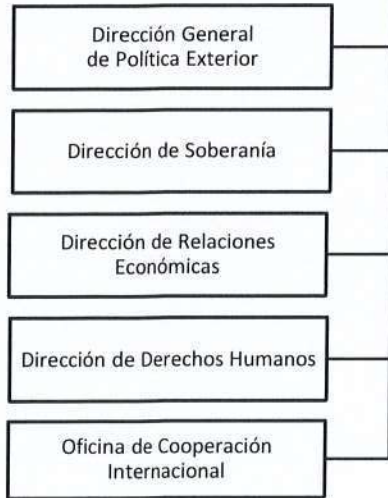 Dirección General
de Política Exterior
Dirección de Soberanía
Dirección de Relaciones
Económicas
Dirección de Derechos Humanos
Oficina de Cooperación
Internacional